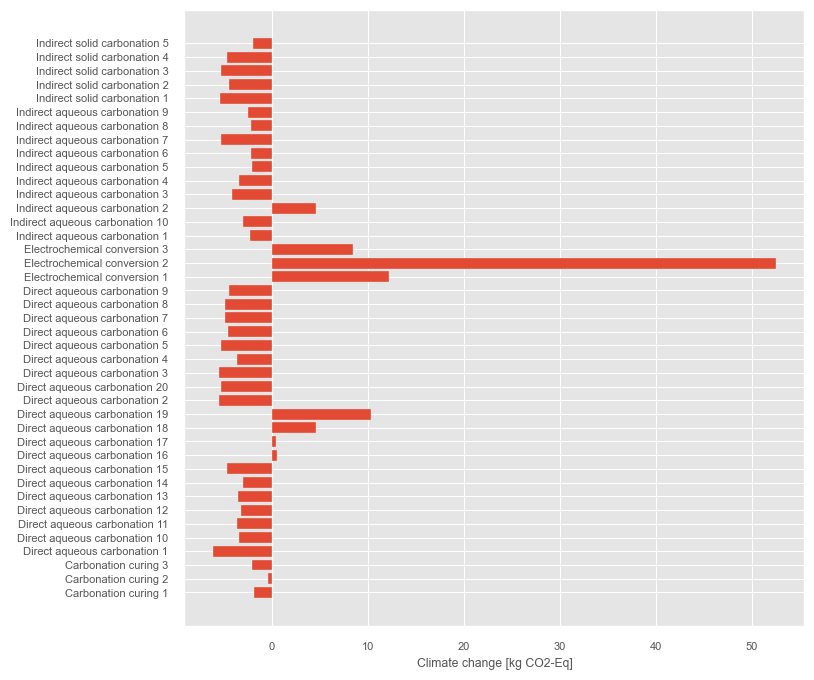 Indirect solid carbonation 5
Indirect solid carbonation 4
Indirect solid carbonation 3
Indirect solid carbonation 2
Indirect solid carbonation 1
Indirect aqueous carbonation 9
Indirect aqueous carbonation 8
Indirect aqueous carbonation 7
Indirect aqueous carbonation 6
Indirect aqueous carbonation 5
Indirect aqueous carbonation 4
Indirect aqueous carbonation 3
Indirect aqueous carbonation 2
Indirect aqueous carbonation 10
Indirect aqueous carbonation 1
Electrochemical conversion 3
Electrochemical conversion 2
Electrochemical conversion 1
Direct aqueous carbonation 9
Direct aqueous carbonation 8
Direct aqueous carbonation 7
Direct aqueous carbonation 6
Direct aqueous carbonation 5
Direct aqueous carbonation 4
Direct aqueous carbonation 3
Direct aqueous carbonation 20
Direct aqueous carbonation 2
Direct aqueous carbonation 19
Direct aqueous carbonation 18
Direct aqueous carbonation 17
Direct aqueous carbonation 16
Direct aqueous carbonation 15
Direct aqueous carbonation 14
Direct aqueous carbonation 13
Direct aqueous carbonation 12
Direct aqueous carbonation 11
Direct aqueous carbonation 10
Direct aqueous carbonation 1
Carbonation curing 3
Carbonation curing 2
Carbonation curing 1
0 10 20 30 40 50
Climate change [kg CO2-Eq]